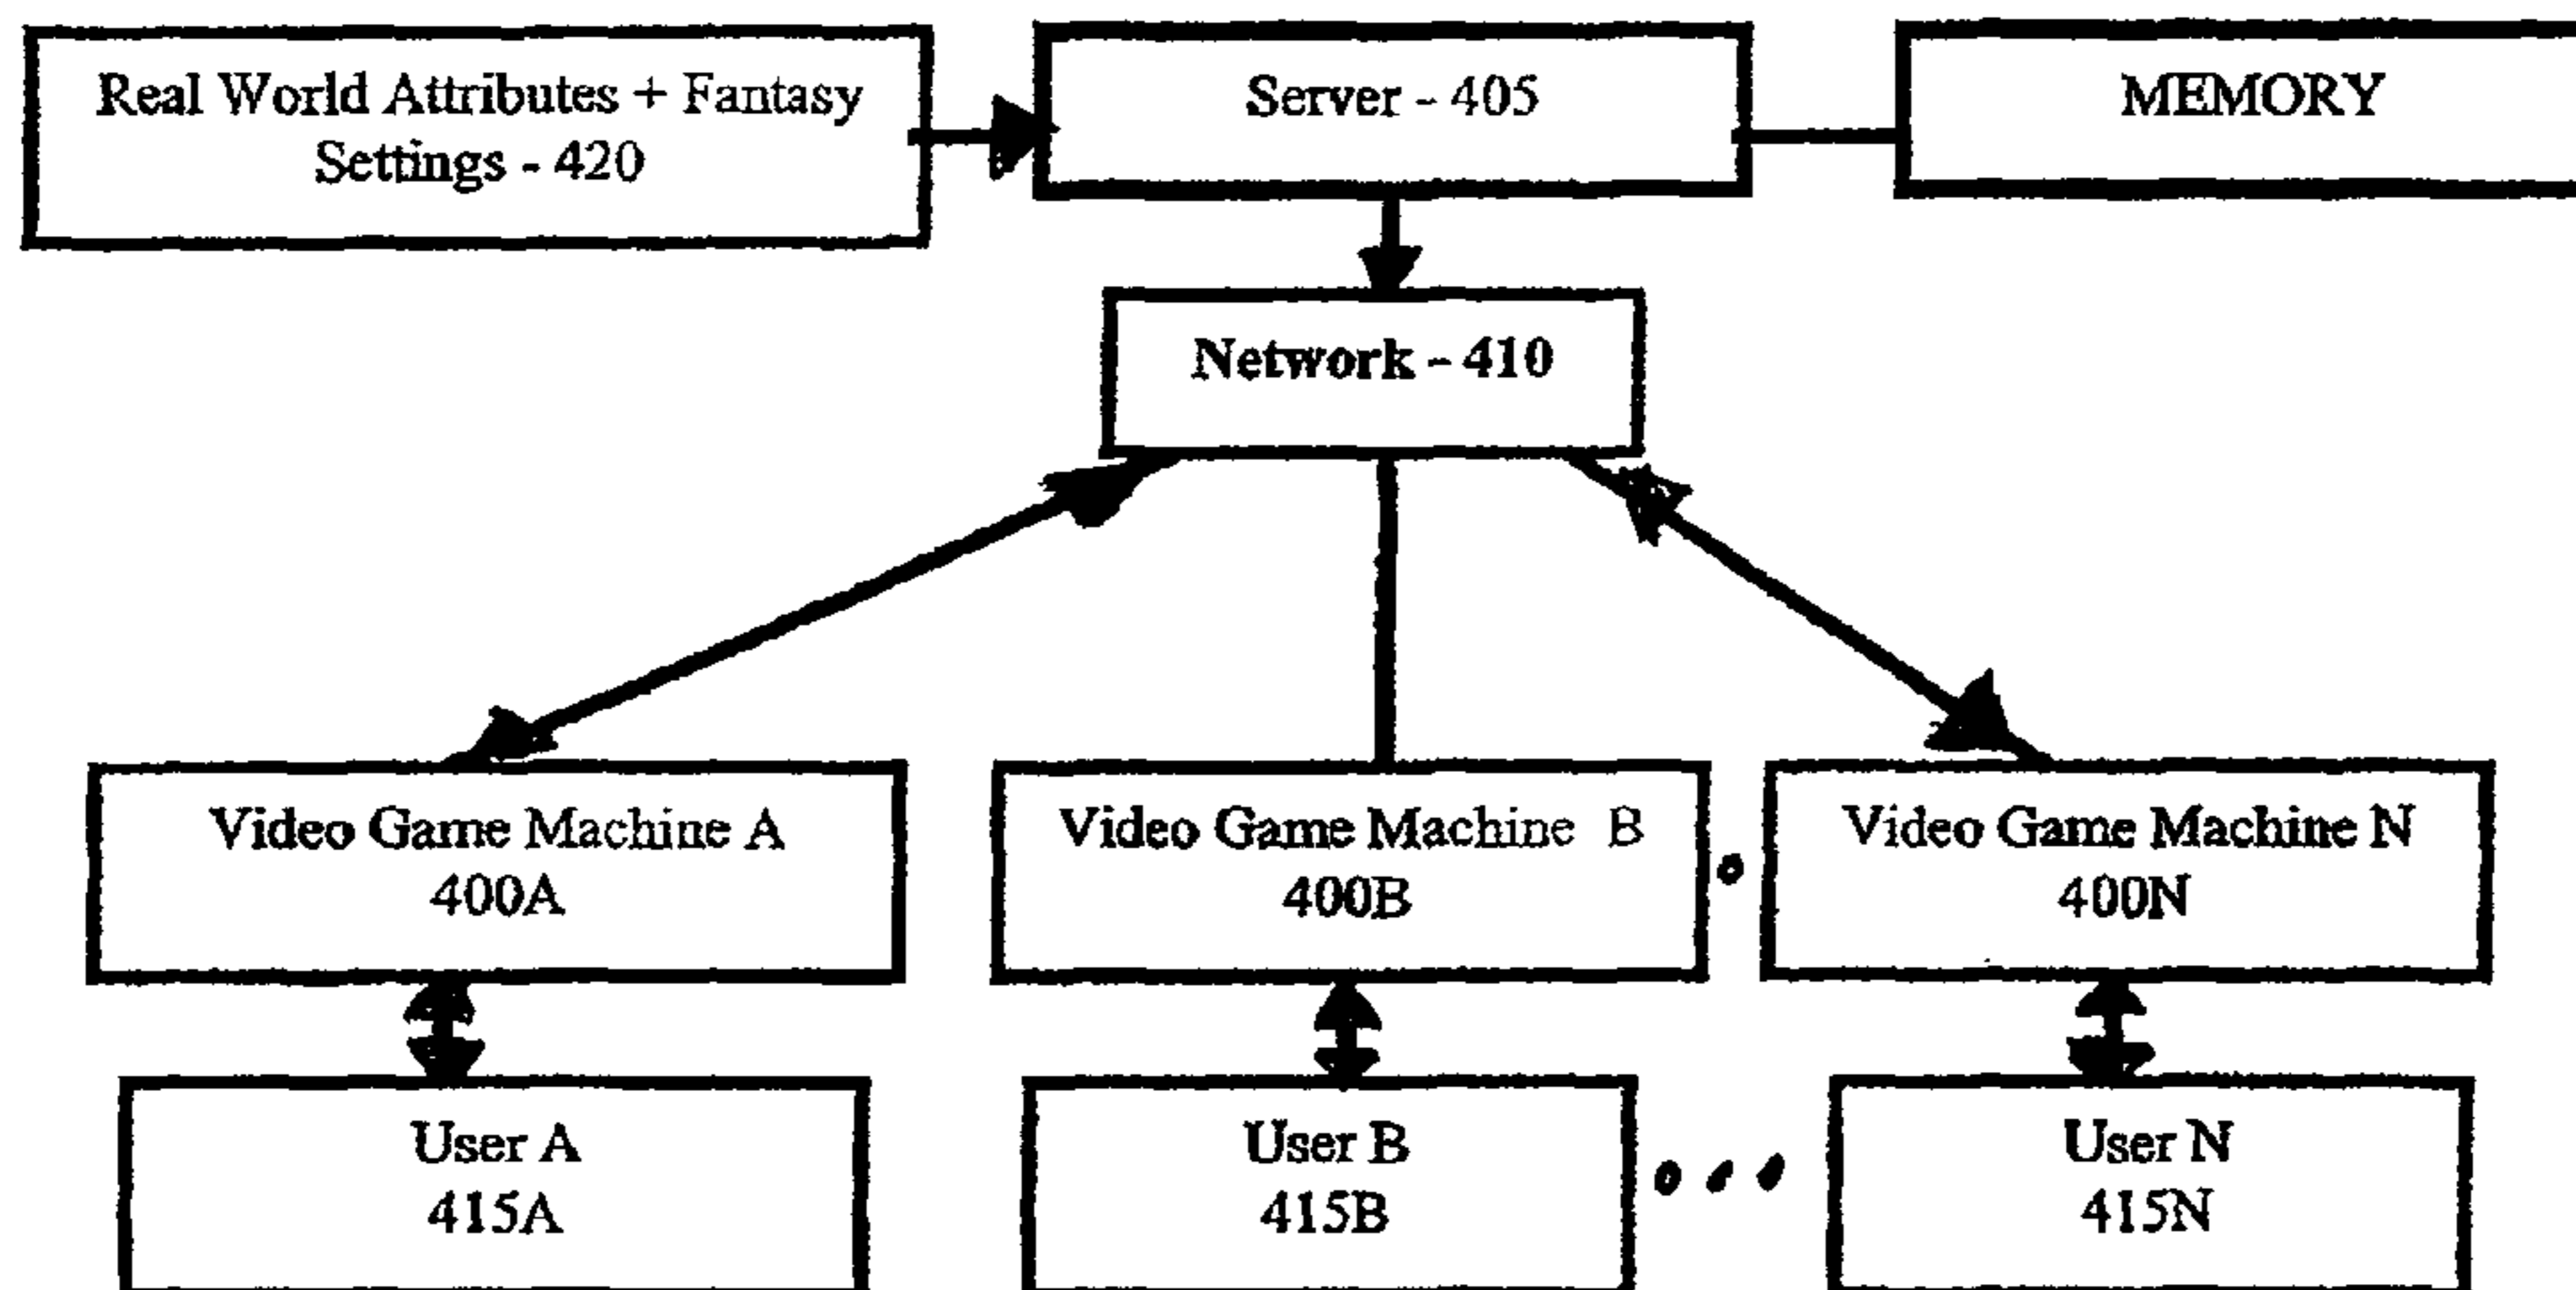 Real World Attributes + Fantasy
Settings - 420
Server - 405
MEMORY
Network - 410
Video Game Machine A
400A
Video Game Machine B
400B
Video Game Machine N
400N
User A
415A
User B
415B
User N
415N